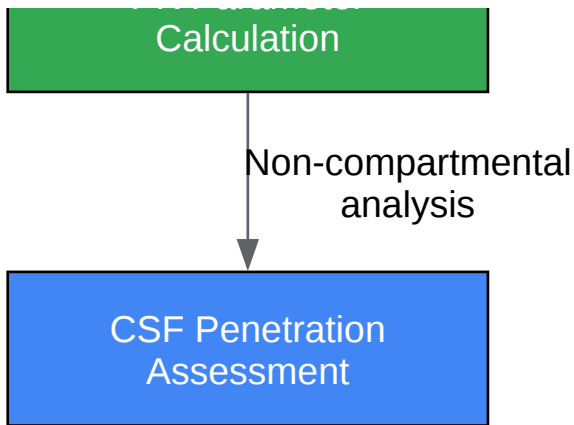 Calculation
Non-compartmental
analysis
CSF Penetration
Assessment